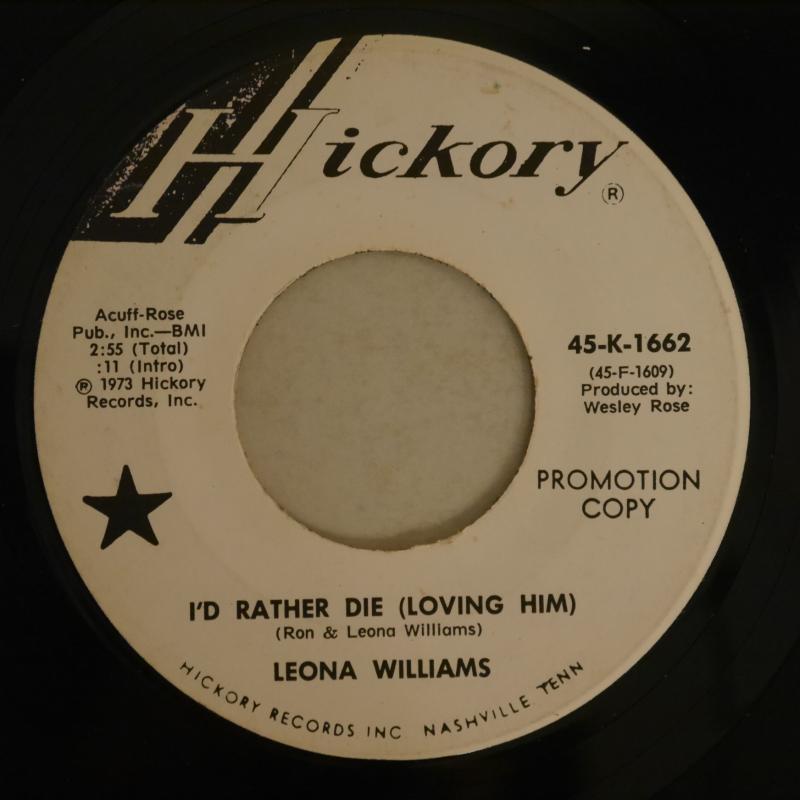 Hickory
®
Acuff-Rose
Pub., Inc.—BMI
2:55 (Total)
:11 (Intro)
℗ 1973 Hickory
Records, Inc.
45-K-1662
(45-F-1609)
Produced by:
Wesley Rose
PROMOTION
COPY
I'D RATHER DIE (LOVING HIM)
(Ron & Leona Williams)
LEONA WILLIAMS
HICKORY RECORDS INC NASHVILLE TENN